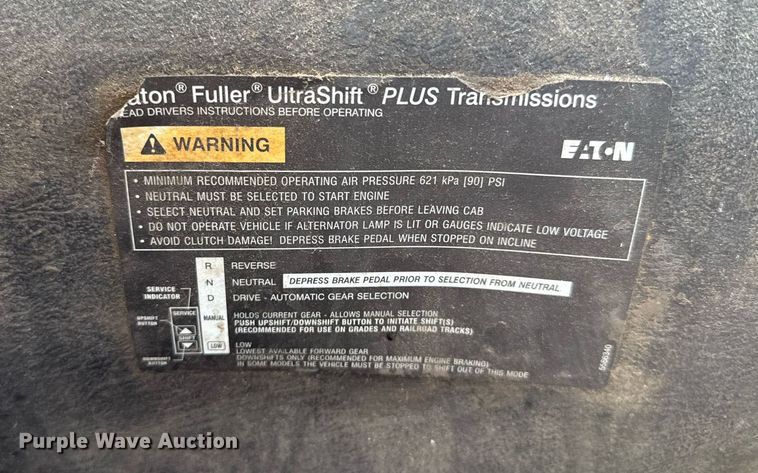 aton® Fuller® UltraShift® PLUS Transmissions
EAD DRIVERS INSTRUCTIONS BEFORE OPERATING
WARNING
EATON
• MINIMUM RECOMMENDED OPERATING AIR PRESSURE 621 kPa [90] PSI
• NEUTRAL MUST BE SELECTED TO START ENGINE
• SELECT NEUTRAL AND SET PARKING BRAKES BEFORE LEAVING CAB
• DO NOT OPERATE VEHICLE IF ALTERNATOR LAMP IS LIT OR GAUGES INDICATE LOW VOLTAGE
• AVOID CLUTCH DAMAGE! DEPRESS BRAKE PEDAL WHEN STOPPED ON INCLINE
R REVERSE
N NEUTRAL DEPRESS BRAKE PEDAL PRIOR TO SELECTION FROM NEUTRAL
D DRIVE - AUTOMATIC GEAR SELECTION
SERVICE
INDICATOR
UPSHIFT
BUTTON
SERVICE
SHIFT
DOWNSHIFT
BUTTON
MANUAL HOLDS CURRENT GEAR - ALLOWS MANUAL SELECTION
PUSH UPSHIFT/DOWNSHIFT BUTTON TO INITIATE SHIFT(S)
(RECOMMENDED FOR USE ON GRADES AND RAILROAD TRACKS)
LOW LOW
LOWEST AVAILABLE FORWARD GEAR
DOWNSHIFTS ONLY (RECOMMENDED FOR MAXIMUM ENGINE BRAKING)
IN SOME MODELS THE VEHICLE MUST BE STOPPED TO SHIFT OUT OF THIS MODE
5566340
Purple Wave Auction